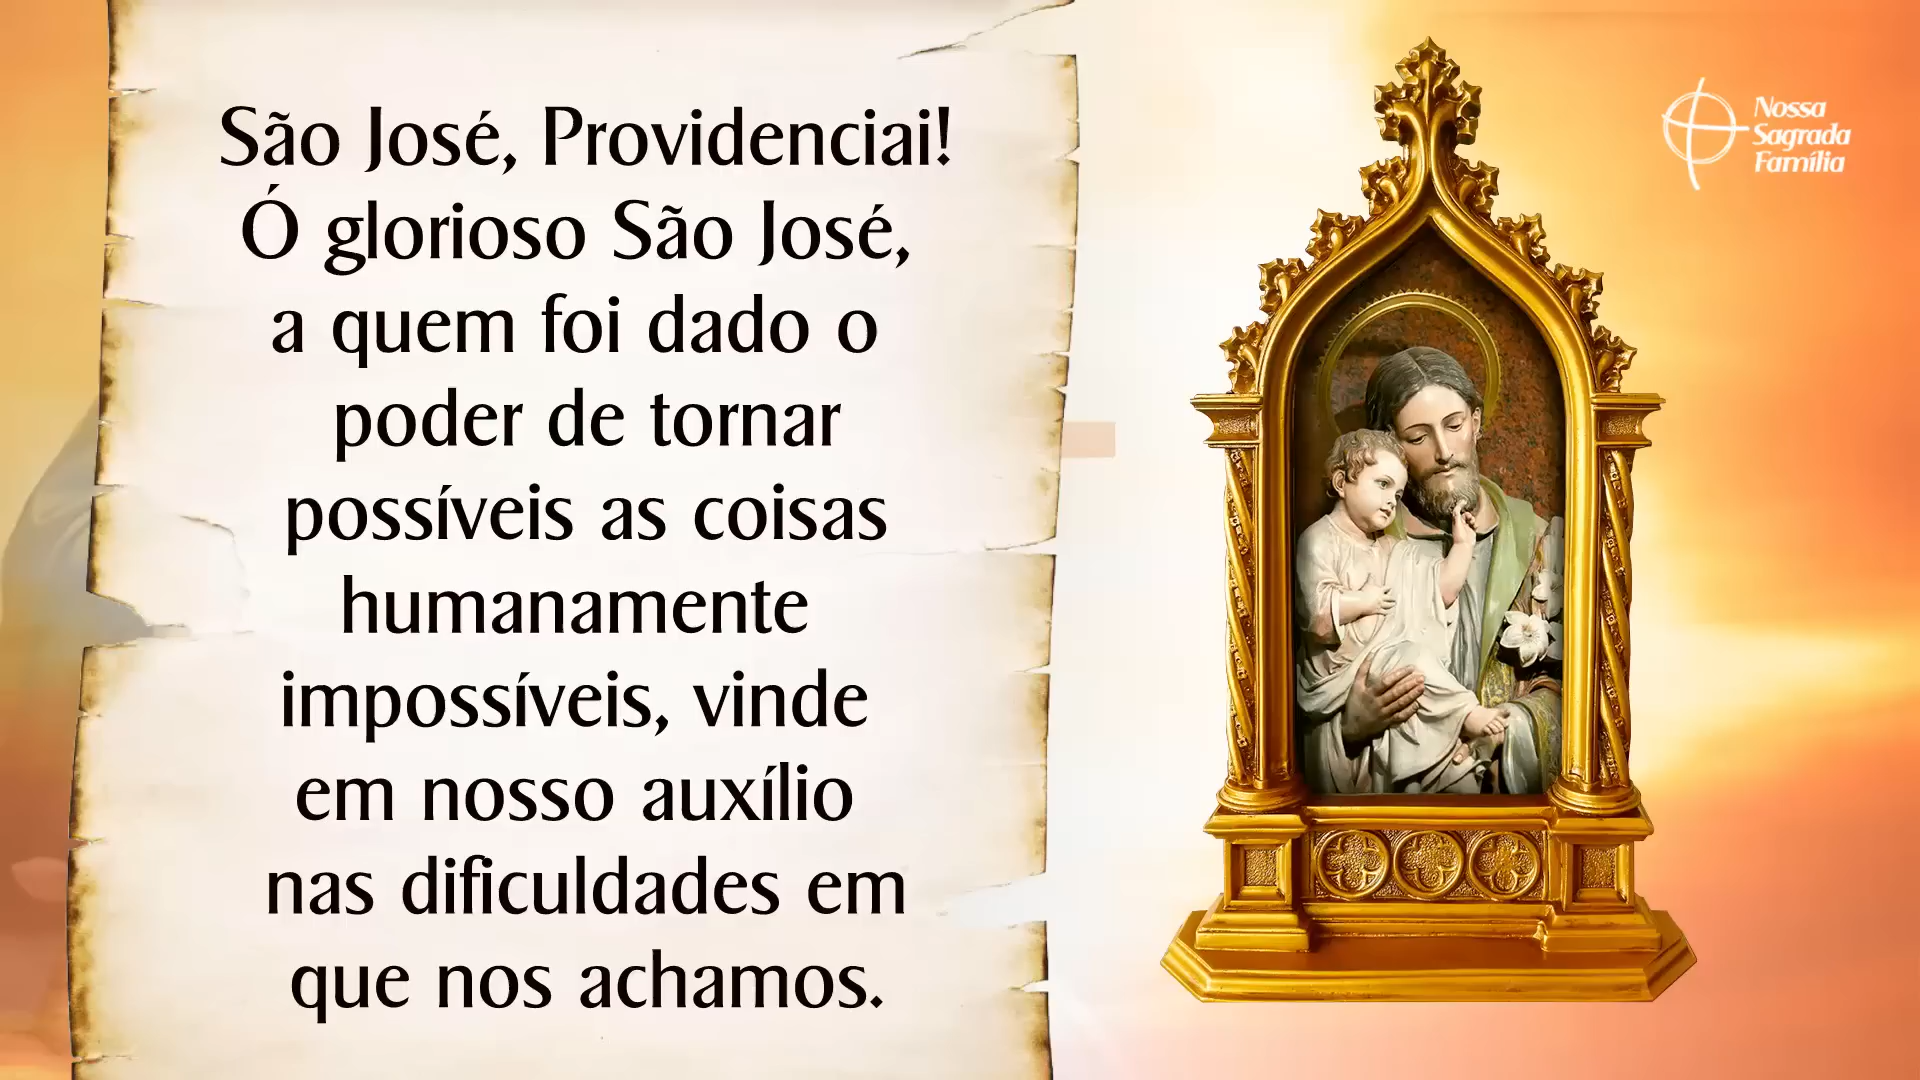 São José, Providenciai!
Ó glorioso São José,
a quem foi dado o
poder de tornar
possíveis as coisas
humanamente
impossíveis, vinde
em nosso auxílio
nas dificuldades em
que nos achamos.
Nossa
Sagrada
Família